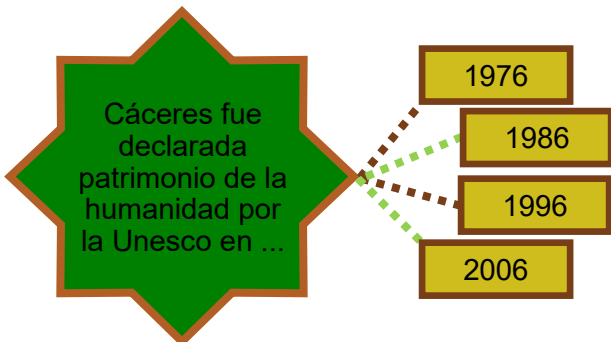 Cáceres fue
declarada
patrimonio de la
humanidad por
la Unesco en ...
1976
1986
1996
2006